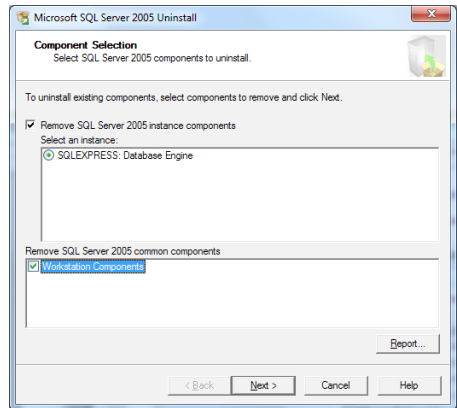 Microsoft SQL Server 2005 Uninstall
Component Selection
Select SQL Server 2005 components to uninstall.
To uninstall existing components, select components to remove and click Next.
Remove SQL Server 2005 instance components
Select an instance:
SQLEXPRESS: Database Engine
Remove SQL Server 2005 common components
Workstation Components
Report...
< Back Next > Cancel Help